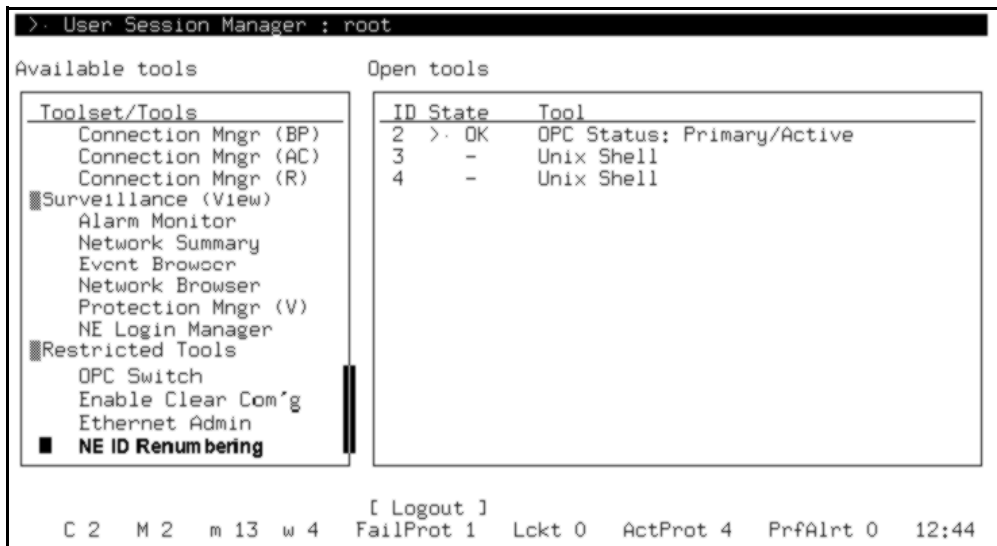 >· User Session Manager : root
Available tools
Open tools
Toolset/Tools
Connection Mngr (BP)
Connection Mngr (AC)
Connection Mngr (R)
Surveillance (View)
Alarm Monitor
Network Summary
Event Browser
Network Browser
Protection Mngr (V)
NE Login Manager
Restricted Tools
OPC Switch
Enable Clear Com´g
Ethernet Admin
NE ID Renumbering
ID State Tool
2 >· OK OPC Status: Primary/Active
3 – Unix Shell
4 – Unix Shell
[ Logout ]
C 2 M 2 m 13 w 4 FailProt 1 Lckt 0 ActProt 4 PrfAlrt 0 12:44